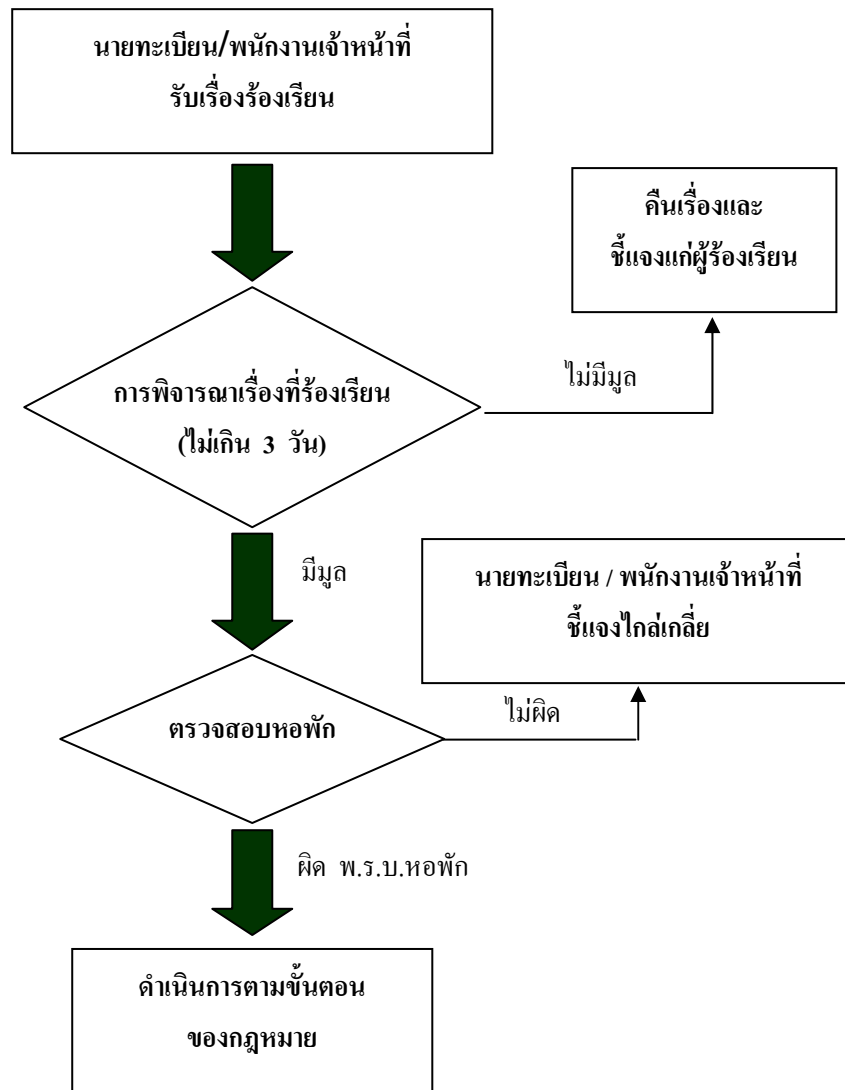 นายทะเบียน/พนักงานเจ้าหน้าที่
รับเรื่องร้องเรียน
คืนเรื่องและ
ชี้แจงแก่ผู้ร้องเรียน
ไม่มีมูล
การพิจารณาเรื่องที่ร้องเรียน
(ไม่เกิน 3 วัน)
มีมูล
นายทะเบียน / พนักงานเจ้าหน้าที่
ชี้แจงไกล่เกลี่ย
ไม่ผิด
ตรวจสอบหอพัก
ผิด พ.ร.บ.หอพัก
ดำเนินการตามขั้นตอน
ของกฎหมาย